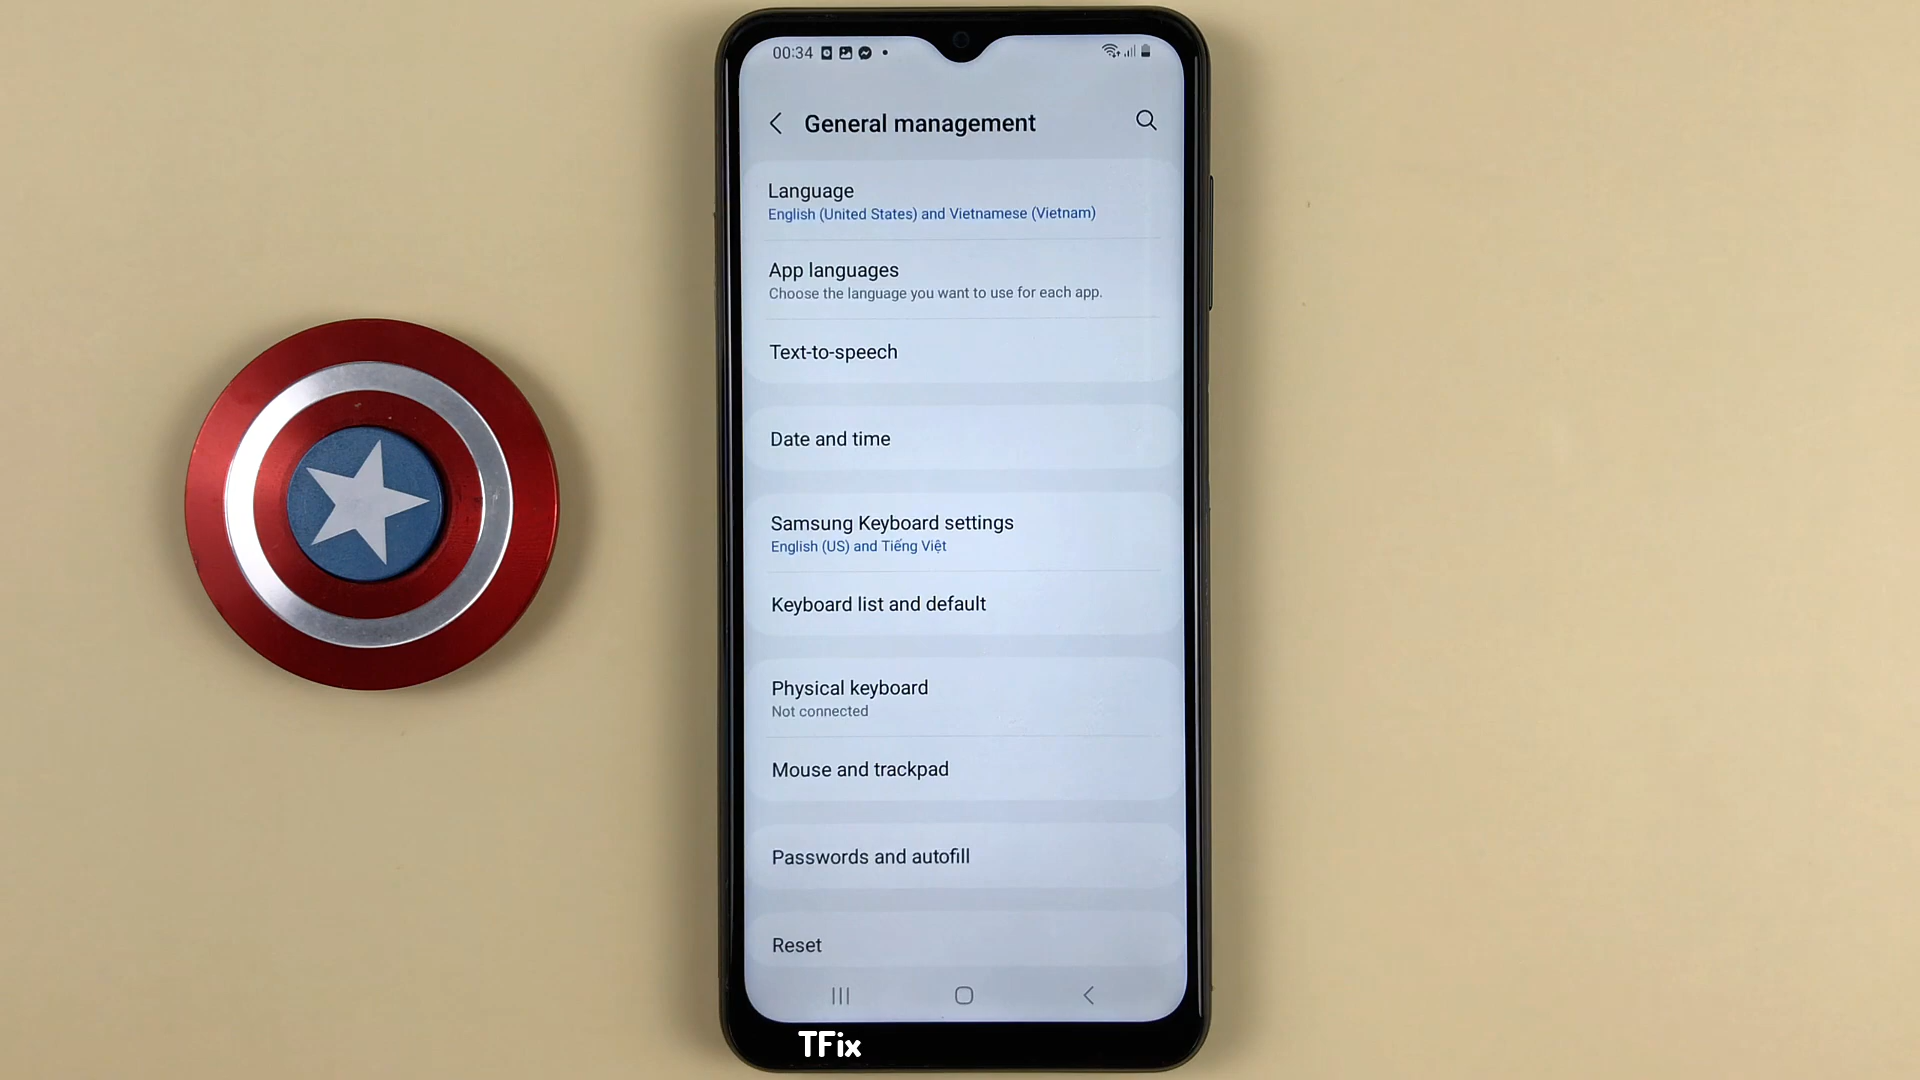 00:34
General management
Language
English (United States) and Vietnamese (Vietnam)
App languages
Choose the language you want to use for each app.
Text-to-speech
Date and time
Samsung Keyboard settings
English (US) and Tiếng Việt
Keyboard list and default
Physical keyboard
Not connected
Mouse and trackpad
Passwords and autofill
Reset
TFix